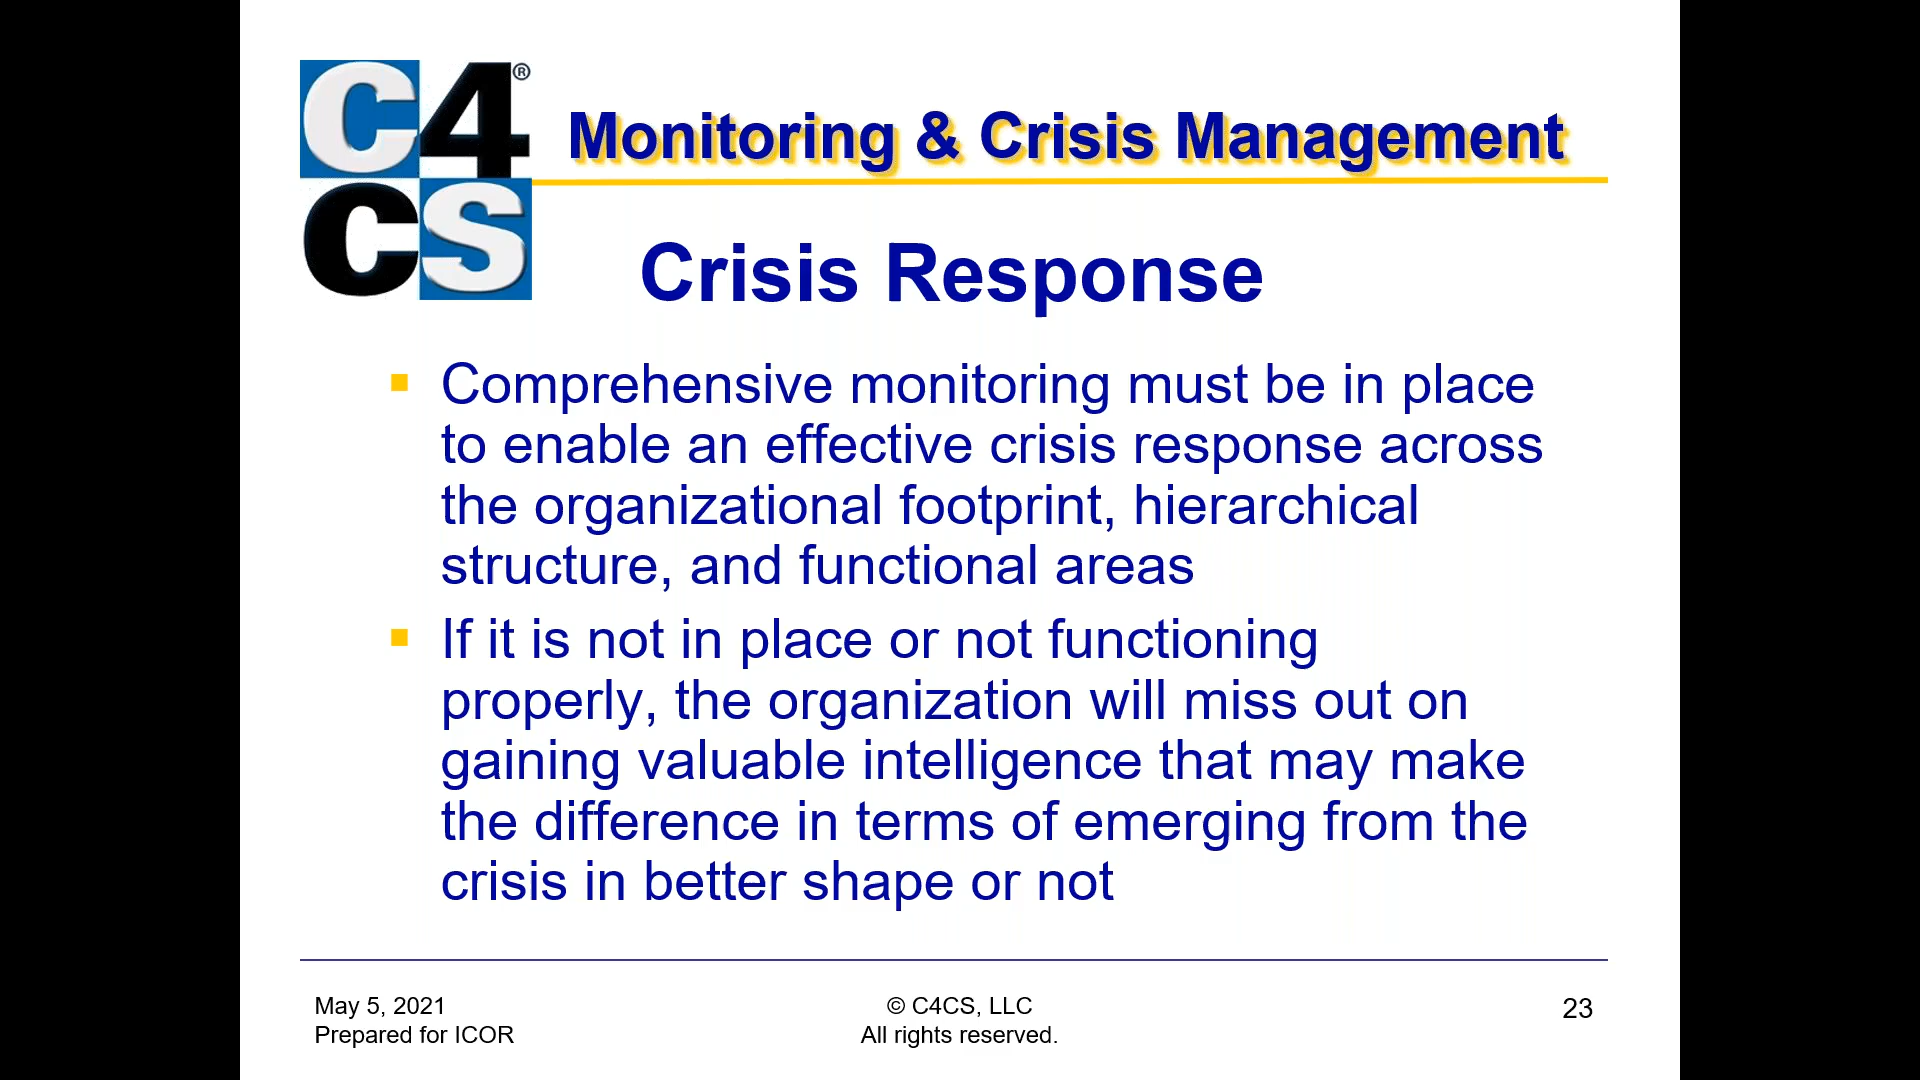 C4®
CS
Monitoring & Crisis Management
Crisis Response
Comprehensive monitoring must be in place
to enable an effective crisis response across
the organizational footprint, hierarchical
structure, and functional areas
If it is not in place or not functioning
properly, the organization will miss out on
gaining valuable intelligence that may make
the difference in terms of emerging from the
crisis in better shape or not
May 5, 2021
Prepared for ICOR
© C4CS, LLC
All rights reserved.
23